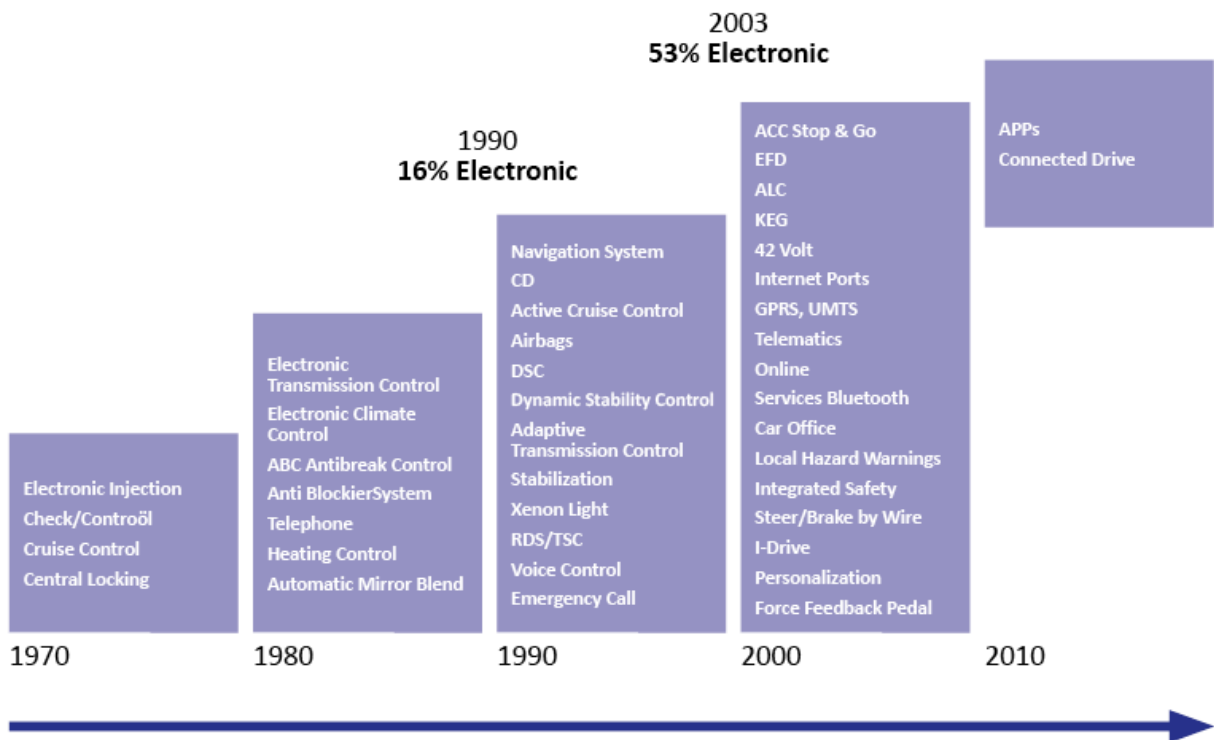 2003
53% Electronic
1990
16% Electronic
Electronic Injection
Check/Controöl
Cruise Control
Central Locking
Electronic
Transmission Control
Electronic Climate
Control
ABC Antibreak Control
Anti BlockierSystem
Telephone
Heating Control
Automatic Mirror Blend
Navigation System
CD
Active Cruise Control
Airbags
DSC
Dynamic Stability Control
Adaptive
Transmission Control
Stabilization
Xenon Light
RDS/TSC
Voice Control
Emergency Call
ACC Stop & Go
EFD
ALC
KEG
42 Volt
Internet Ports
GPRS, UMTS
Telematics
Online
Services Bluetooth
Car Office
Local Hazard Warnings
Integrated Safety
Steer/Brake by Wire
I-Drive
Personalization
Force Feedback Pedal
APPs
Connected Drive
1970
1980
1990
2000
2010